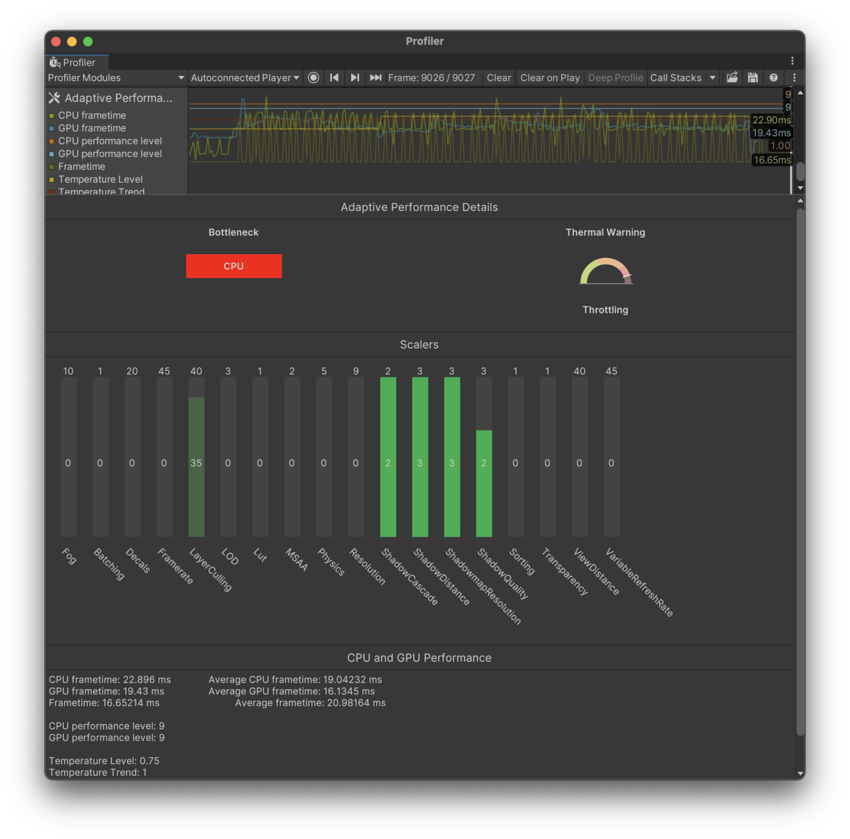 Profiler
Profiler
Profiler Modules Autoconnected Player Frame: 9026 / 9027 Clear Clear on Play Deep Profile Call Stacks
Adaptive Performa...
CPU frametime
GPU frametime
CPU performance level
GPU performance level
Frametime
Temperature Level
Temperature Trend
9
9
22.90ms
19.43ms
1.00
16.65ms
Adaptive Performance Details
Bottleneck Thermal Warning
CPU
Throttling
Scalers
10 1 20 45 40 3 1 2 5 9 2 3 3 3 1 1 40 45
0 0 0 0 35 0 0 0 0 0 2 3 3 2 0 0 0 0
Fog Batching Decals Framerate LayerCulling LOD Lut MSAA Physics Resolution ShadowCascade ShadowDistance ShadowmapResolution ShadowQuality Sorting Transparency ViewDistance VariableRefreshRate
CPU and GPU Performance
CPU frametime: 22.896 ms Average CPU frametime: 19.04232 ms
GPU frametime: 19.43 ms Average GPU frametime: 16.1345 ms
Frametime: 16.65214 ms Average frametime: 20.98164 ms
CPU performance level: 9
GPU performance level: 9
Temperature Level: 0.75
Temperature Trend: 1